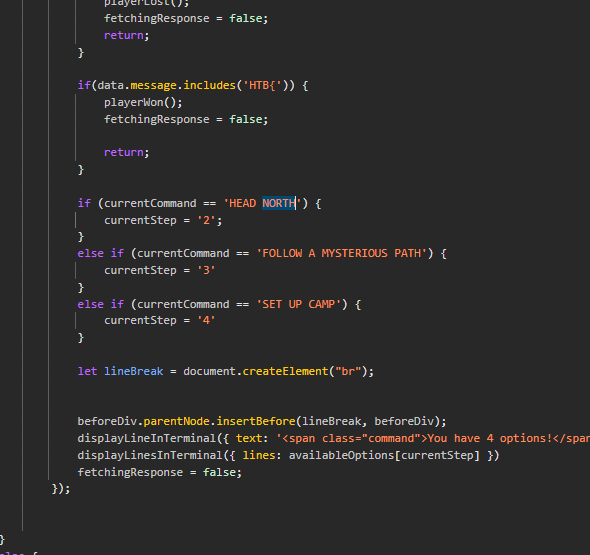 playerLost();
fetchingResponse = false;
return;
}
if(data.message.includes('HTB{')) {
playerWon();
fetchingResponse = false;
return;
}
if (currentCommand == 'HEAD NORTH') {
currentStep = '2';
}
else if (currentCommand == 'FOLLOW A MYSTERIOUS PATH') {
currentStep = '3'
}
else if (currentCommand == 'SET UP CAMP') {
currentStep = '4'
}
let lineBreak = document.createElement("br");
beforeDiv.parentNode.insertBefore(lineBreak, beforeDiv);
displayLineInTerminal({ text: '<span class="command">You have 4 options!</span
displayLinesInTerminal({ lines: availableOptions[currentStep] })
fetchingResponse = false;
});
}
else {